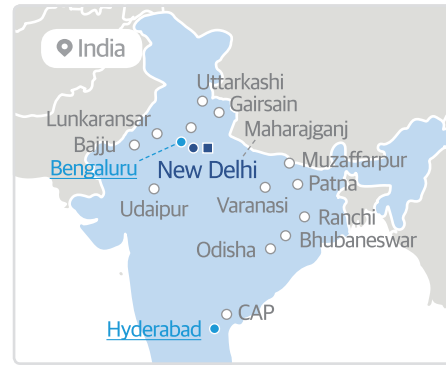 India
Uttarkashi
Gairsain
Lunkaransar
Maharajganj
Bajju
Bengaluru
New Delhi
Muzaffarpur
Patna
Udaipur
Varanasi
Ranchi
Bhubaneswar
Odisha
CAP
Hyderabad